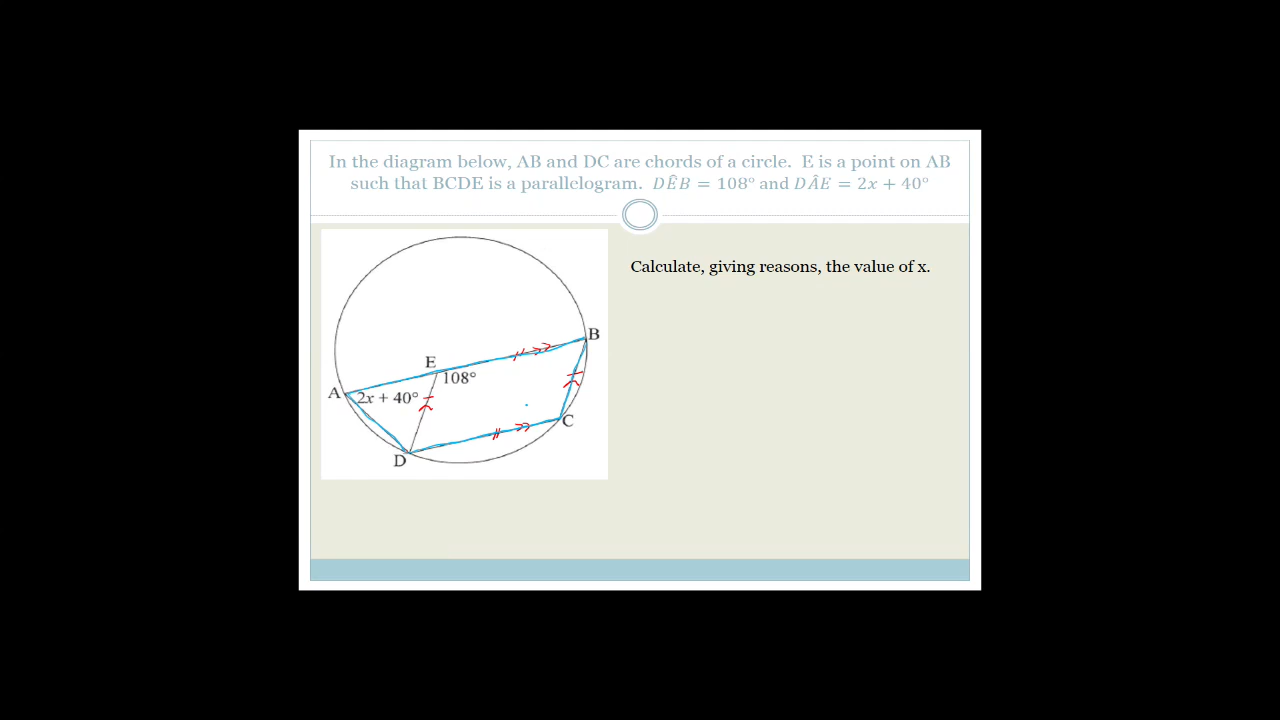 In the diagram below, AB and DC are chords of a circle. E is a point on AB
such that BCDE is a parallelogram. DÊB = 108° and DÂE = 2x + 40°
Calculate, giving reasons, the value of x.
B
E
108°
A
2x + 40°
C
D